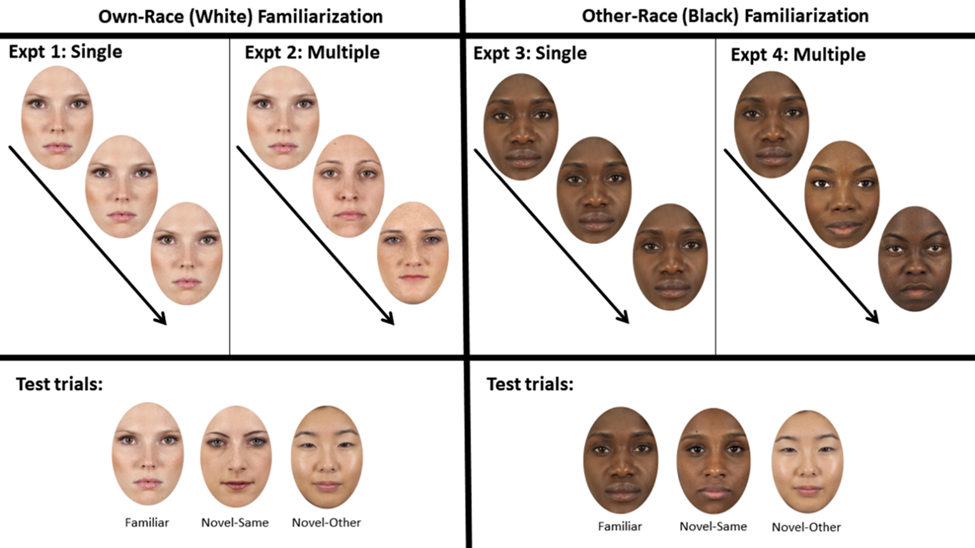 Own-Race (White) Familiarization
Other-Race (Black) Familiarization
Expt 1: Single
Expt 2: Multiple
Expt 3: Single
Expt 4: Multiple
Test trials:
Familiar
Novel-Same
Novel-Other
Test trials:
Familiar
Novel-Same
Novel-Other